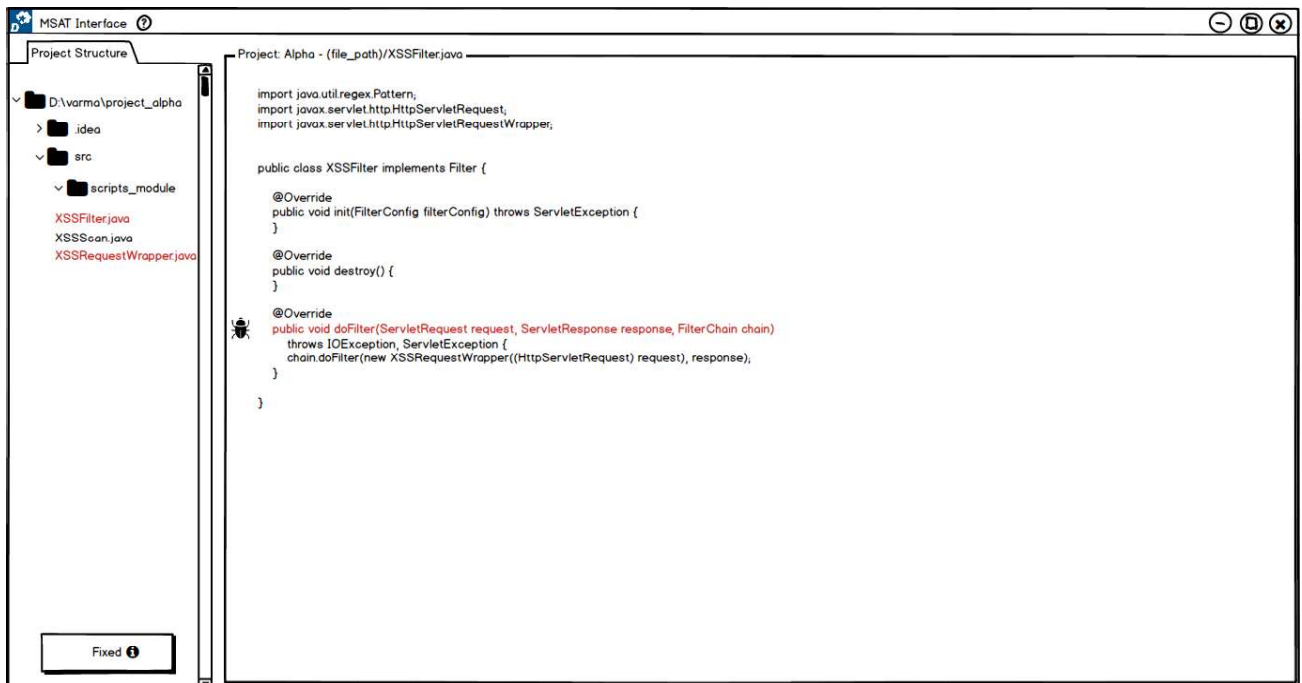 MSAT Interface ?
Project Structure
D:\varma\project_alpha
.idea
src
scripts_module
XSSFilter.java
XSSScan.java
XSSRequestWrapper.java
Fixed i
Project: Alpha - (file_path)/XSSFilter.java
import java.util.regex.Pattern;
import javax.servlet.http.HttpServletRequest;
import javax.servlet.http.HttpServletRequestWrapper;
public class XSSFilter implements Filter {
@Override
public void init(FilterConfig filterConfig) throws ServletException {
}
@Override
public void destroy() {
}
@Override
public void doFilter(ServletRequest request, ServletResponse response, FilterChain chain)
throws IOException, ServletException {
chain.doFilter(new XSSRequestWrapper((HttpServletRequest) request), response);
}
}